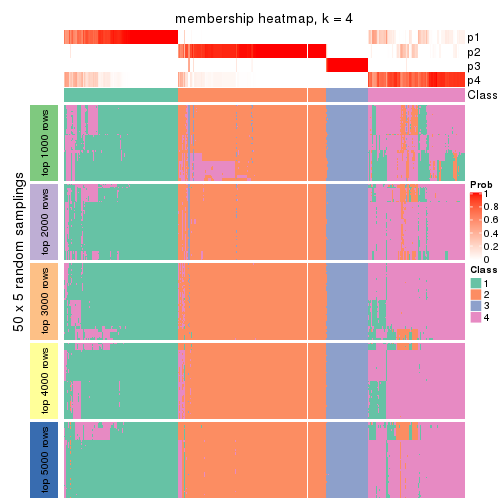 membership heatmap, k = 4
p1
p2
p3
p4
Class
50 x 5 random samplings
top 1000 rows
top 2000 rows
top 3000 rows
top 4000 rows
top 5000 rows
Prob
1
0.8
0.6
0.4
0.2
0
Class
1
2
3
4